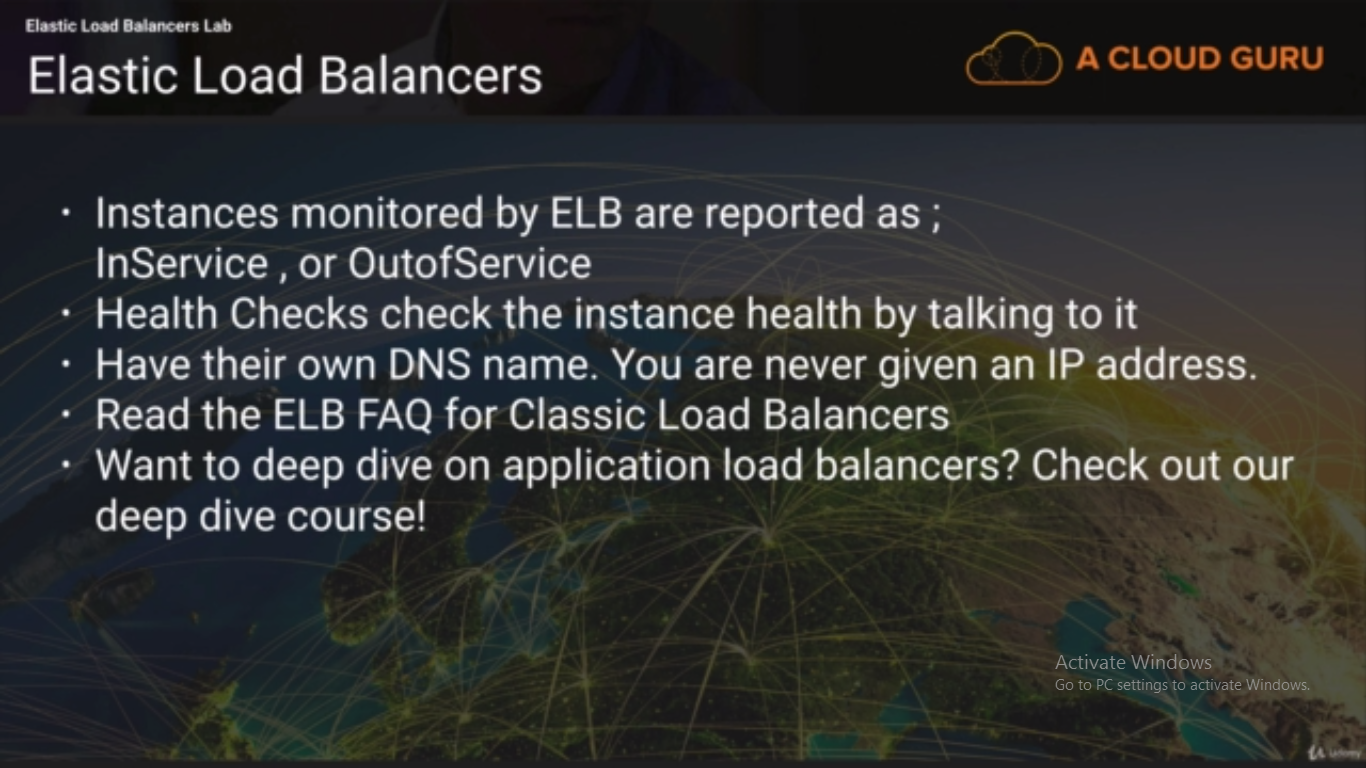 Elastic Load Balancers Lab
Elastic Load Balancers
A CLOUD GURU
• Instances monitored by ELB are reported as ;
InService , or OutofService
• Health Checks check the instance health by talking to it
• Have their own DNS name. You are never given an IP address.
• Read the ELB FAQ for Classic Load Balancers
• Want to deep dive on application load balancers? Check out our
deep dive course!
Activate Windows
Go to PC settings to activate Windows.
Udemy